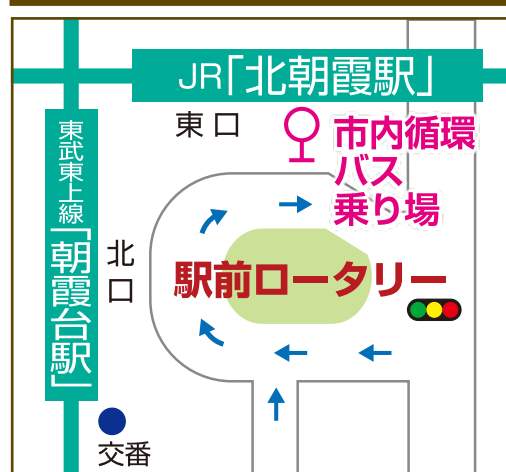 JR「北朝霞駅」
東口
市内循環
バス
乗り場
東武東上線「朝霞台駅」
北口
駅前ロータリー
交番